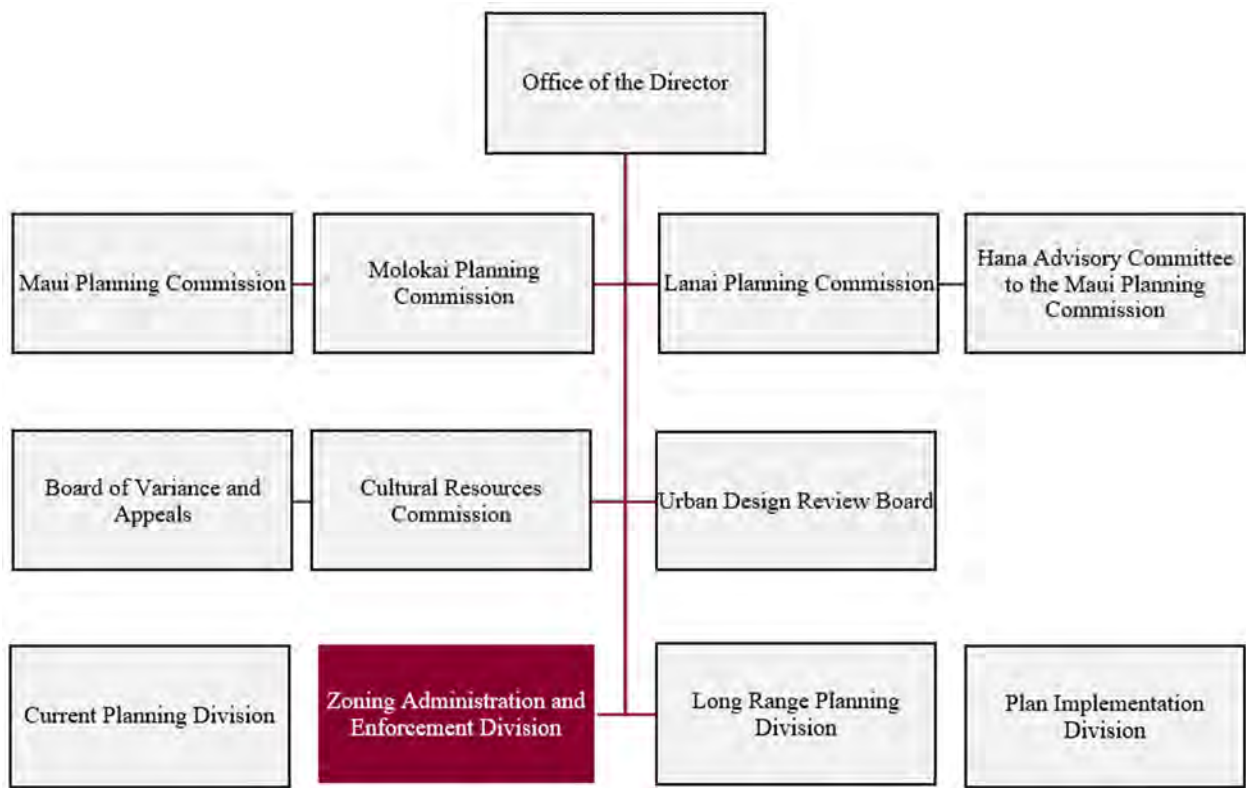 Office of the Director
Maui Planning Commission
Molokai Planning
Commission
Lanai Planning Commission
Hana Advisory Committee
to the Maui Planning
Commission
Board of Variance and
Appeals
Cultural Resources
Commission
Urban Design Review Board
Current Planning Division
Zoning Administration and
Enforcement Division
Long Range Planning
Division
Plan Implementation
Division